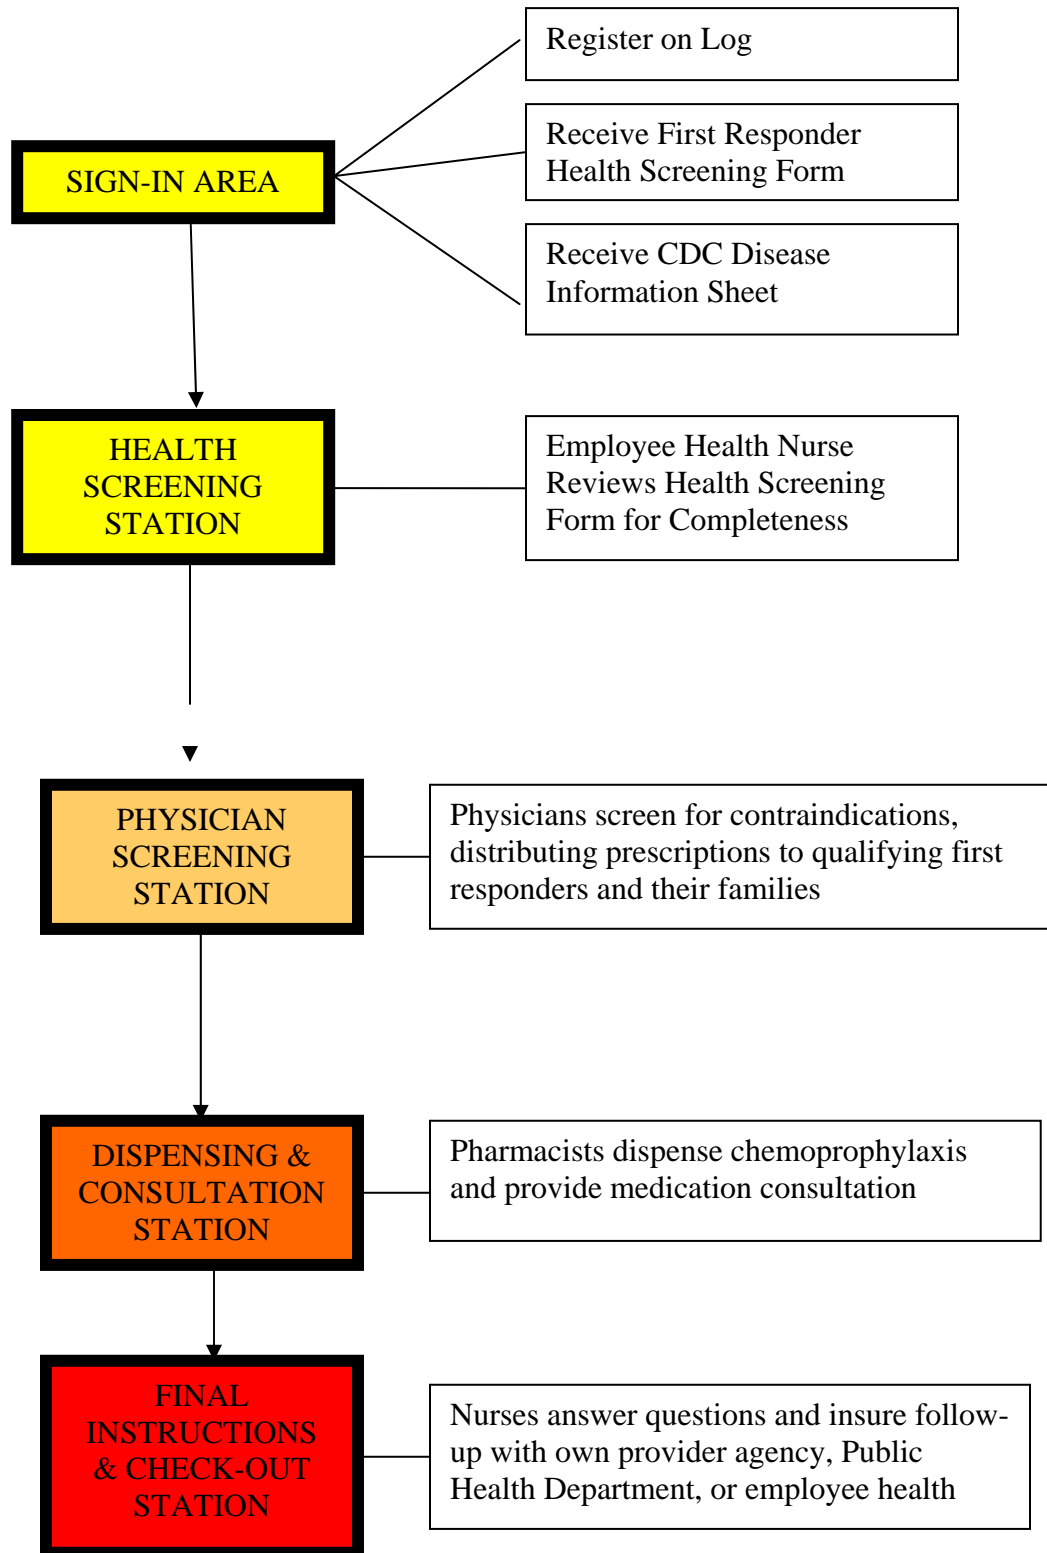 Register on Log
SIGN-IN AREA
Receive First Responder
Health Screening Form
Receive CDC Disease
Information Sheet
HEALTH
SCREENING
STATION
Employee Health Nurse
Reviews Health Screening
Form for Completeness
PHYSICIAN
SCREENING
STATION
Physicians screen for contraindications,
distributing prescriptions to qualifying first
responders and their families
DISPENSING &
CONSULTATION
STATION
Pharmacists dispense chemoprophylaxis
and provide medication consultation
FINAL
INSTRUCTIONS
& CHECK-OUT
STATION
Nurses answer questions and insure follow-
up with own provider agency, Public
Health Department, or employee health